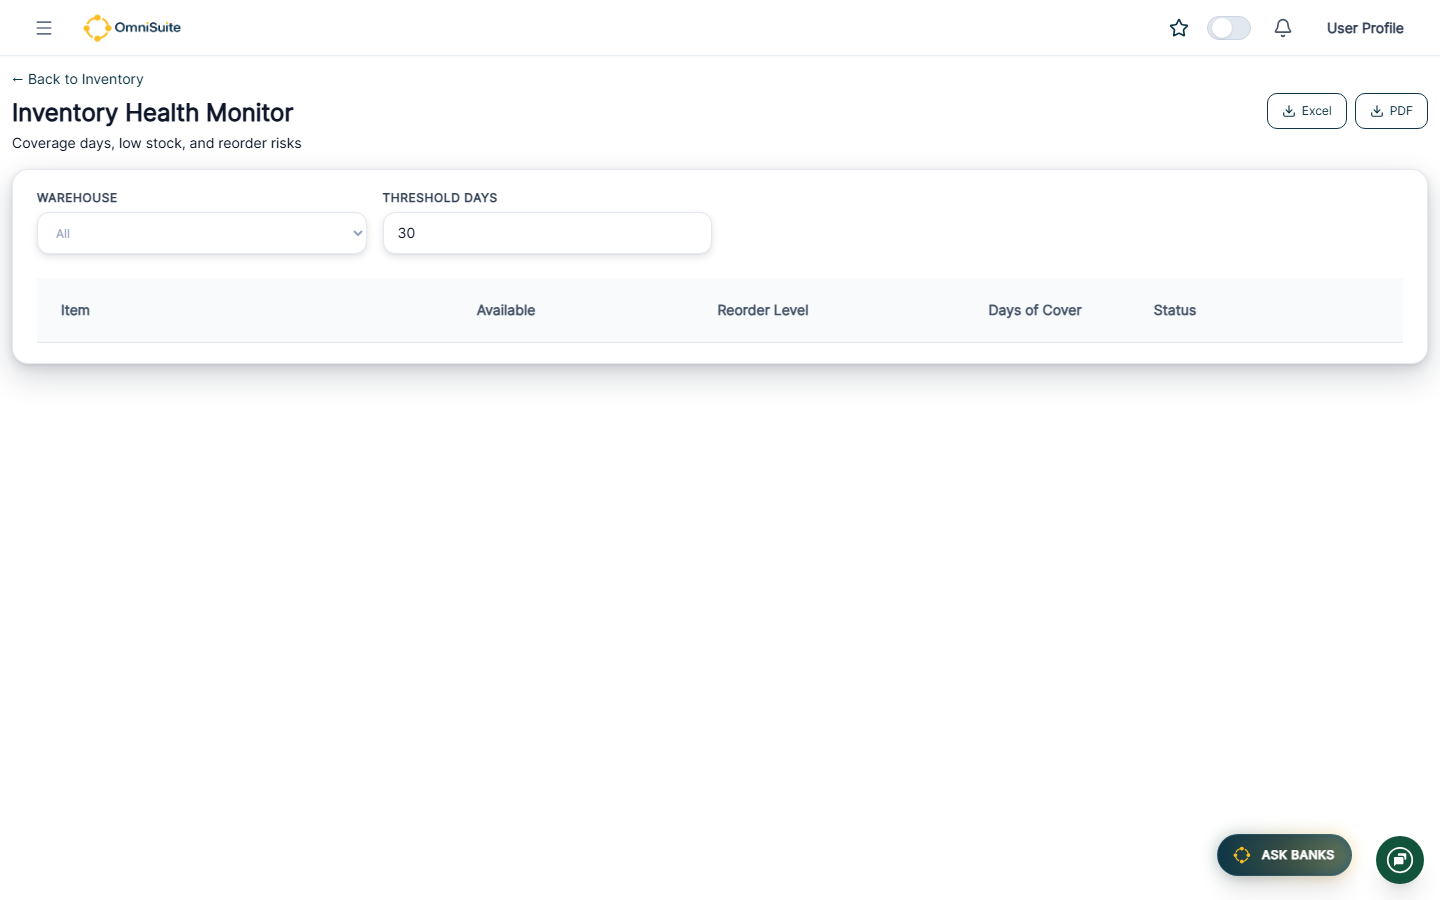 OmniSuite
User Profile
← Back to Inventory
Inventory Health Monitor
Coverage days, low stock, and reorder risks
Excel
PDF
WAREHOUSE
THRESHOLD DAYS
All
30
Item Available Reorder Level Days of Cover Status
ASK BANKS